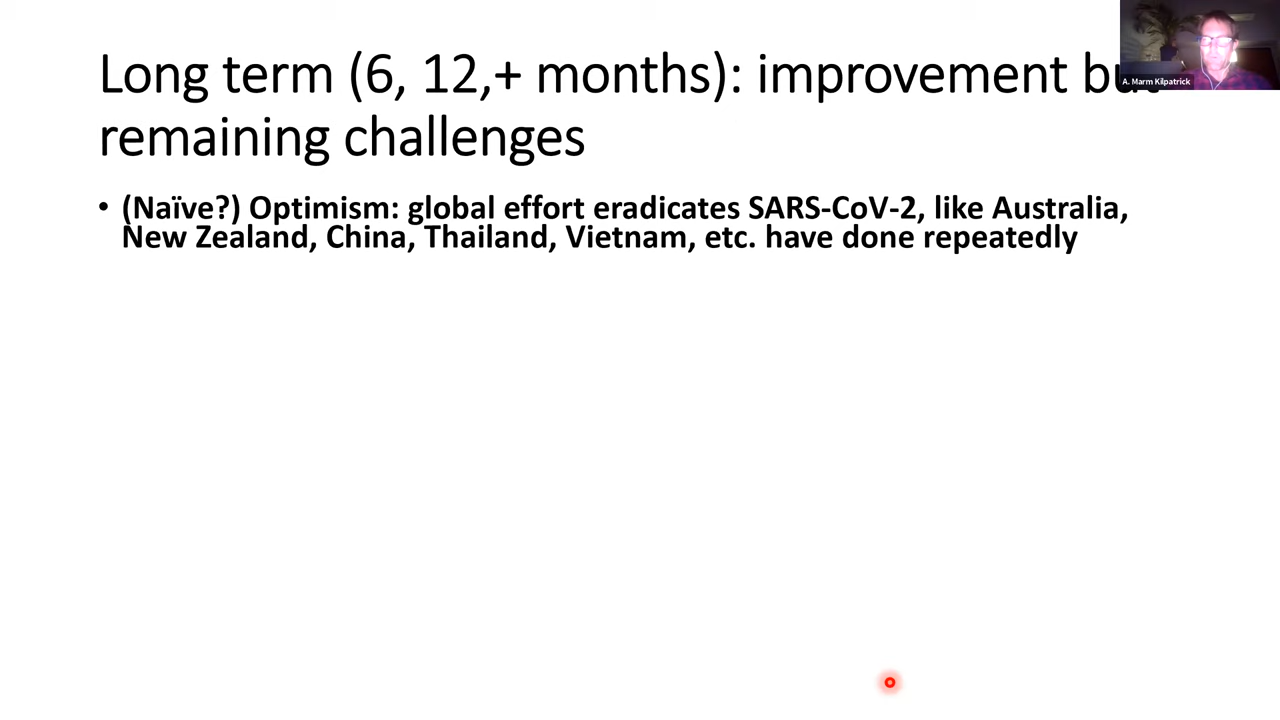 Long term (6, 12,+ months): improvement but
remaining challenges
• (Naïve?) Optimism: global effort eradicates SARS-CoV-2, like Australia,
New Zealand, China, Thailand, Vietnam, etc. have done repeatedly
A. Marm Kilpatrick